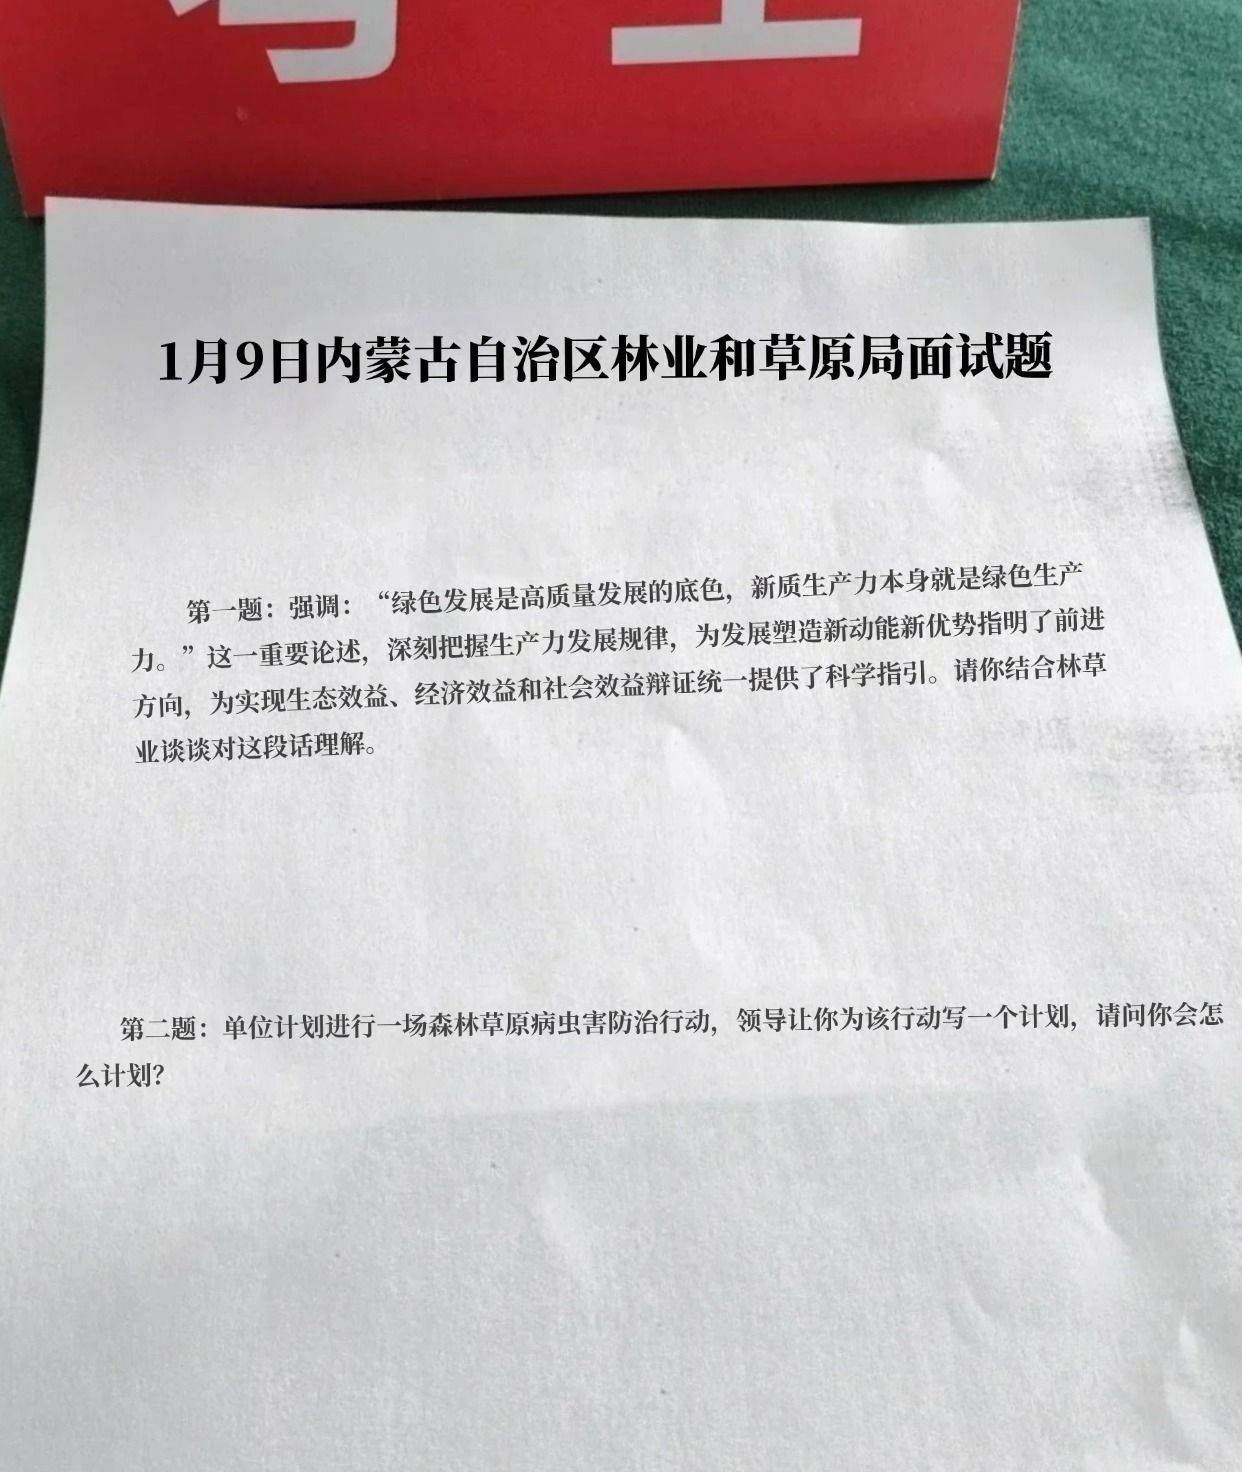 1月9日内蒙古自治区林业和草原局面试题
第一题：强调：“绿色发展是高质量发展的底色，新质生产力本身就是绿色生产
力。”这一重要论述，深刻把握生产力发展规律，为发展塑造新动能新优势指明了前进
方向，为实现生态效益、经济效益和社会效益辩证统一提供了科学指引。请你结合林草
业谈谈对这段话理解。
第二题：单位计划进行一场森林草原病虫害防治行动，领导让你为该行动写一个计划，请问你会怎
么计划？